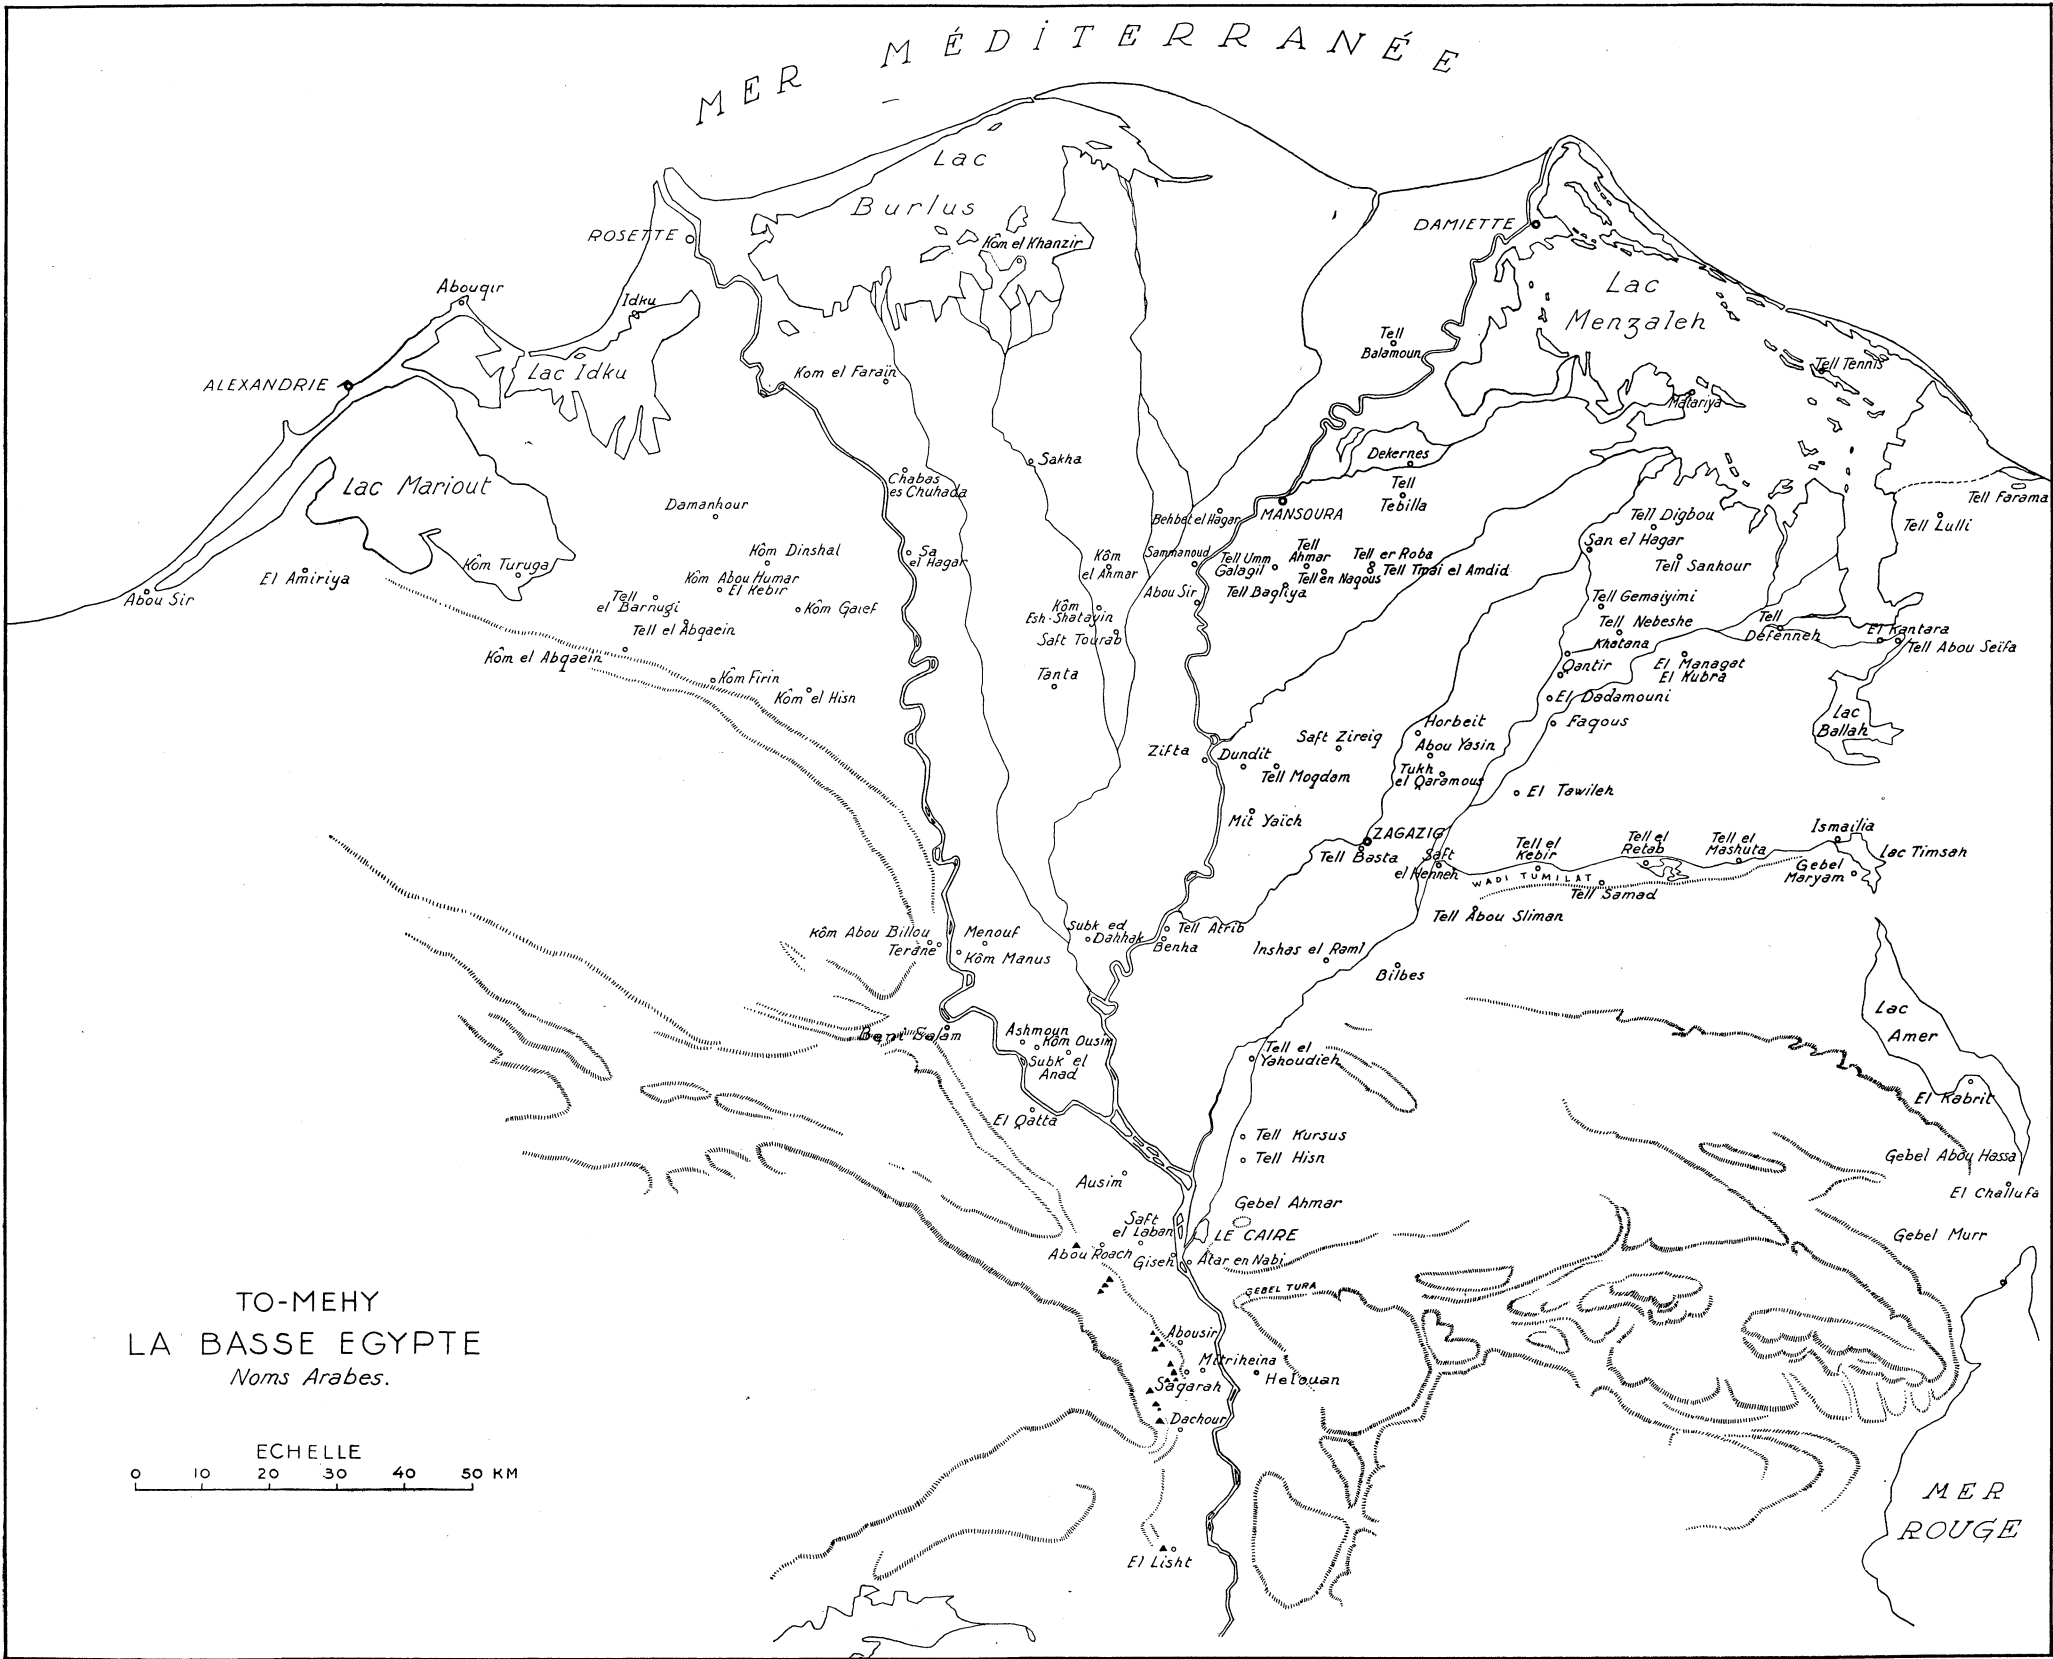 MER MÉDITERRANÉE
Lac
Burlus
ROSETTE
Kôm el Khanzir
DAMIETTE
Abouqir
Idku
Lac
Menzaleh
Tell
Balamoun
ALEXANDRIE
Lac Idku
Kom el Faraïn
Tell Tennis
Matariya
Lac Mariout
Sakha
Dekernes
Chabas
es Chuhada
Tell
Tebilla
Tell Farama
Damanhour
Behbet el Hagar
MANSOURA
Tell Digbou
Tell Lulli
San el Hagar
Kôm Dinshal
Sa
el Hagar
Kôm
el Ahmar
Sammanoud
Tell Umm
Galagil
Tell
Ahmar
Tell er Roba
Tell Timai el Amdid
Tell en Naqous
Tell Sanhour
Kôm Turuga
El Amiriya
Kôm Abou Humar
El Kebir
Abou Sir
Tell Baqliya
Abou Sir
Tell
el Barnugi
Kôm Gaief
Kôm
Esh-Shatayin
Tell Gemaiyimi
Tell el Abqaein
Saft Tourab
Tell Nebeshe
Tell
Defenneh
El Kantara
Kôm el Abqaein
Khatana
Tell Abou Seïfa
Kôm Firin
Tanta
Qantir
El Managat
El Kubra
Kôm el Hisn
El Dadamouni
Lac
Ballah
Horbeit
Faqous
Zifta
Dundit
Saft Zireig
Abou Yasin
Tell Moqdam
Tukh
el Qaramous
El Tawileh
Mit Yaïch
ZAGAZIG
Tell Basta
Saft
el Henneh
Tell el
Kebir
Tell el
Retab
Tell el
Mashuta
Ismaïlia
Lac Timsah
WADI TUMILAT
Gebel
Maryam
Tell Samad
Tell Abou Sliman
Kôm Abou Billou
Terane
Menouf
Kôm Manus
Subk ed
Dahhak
Tell Atrib
Benha
Inshas el Raml
Bilbes
Beni Salam
Ashmoun
Kôm Ousim
Subk el
Anad
Lac
Amer
Tell el
Yahoudieh
El Qatta
El Kabrit
Tell Kursus
Tell Hisn
Gebel Abou Hassa
Ausim
El Challufa
Gebel Ahmar
Saft
el Laban
LE CAIRE
Gebel Murr
Abou Roach
Giseh
Atar en Nabi
GEBEL TURA
TO-MEHY
LA BASSE EGYPTE
Noms Arabes.
Abousir
Mitriheina
Saqarah
Helouan
Dachour
ECHELLE
0 10 20 30 40 50 KM
MER
ROUGE
El Lisht